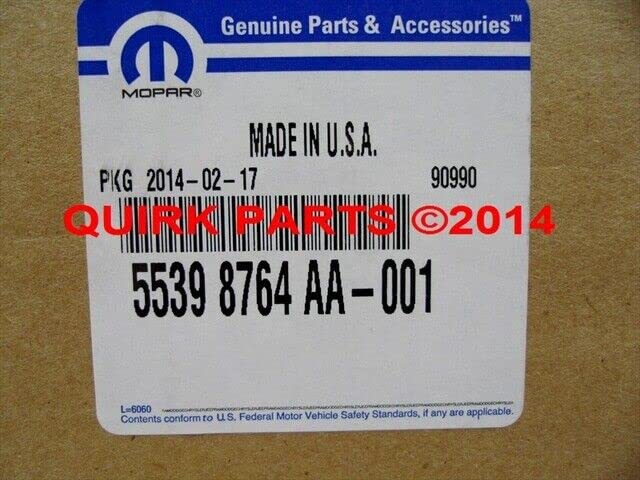 Genuine Parts & Accessories™
MOPAR®
MADE IN U.S.A.
PKG 2014-02-17 90990
QUIRK PARTS ©2014
5539 8764 AA-001
L=6060
Contents conform to U.S. Federal Motor Vehicle Safety Standards, if any are applicable.